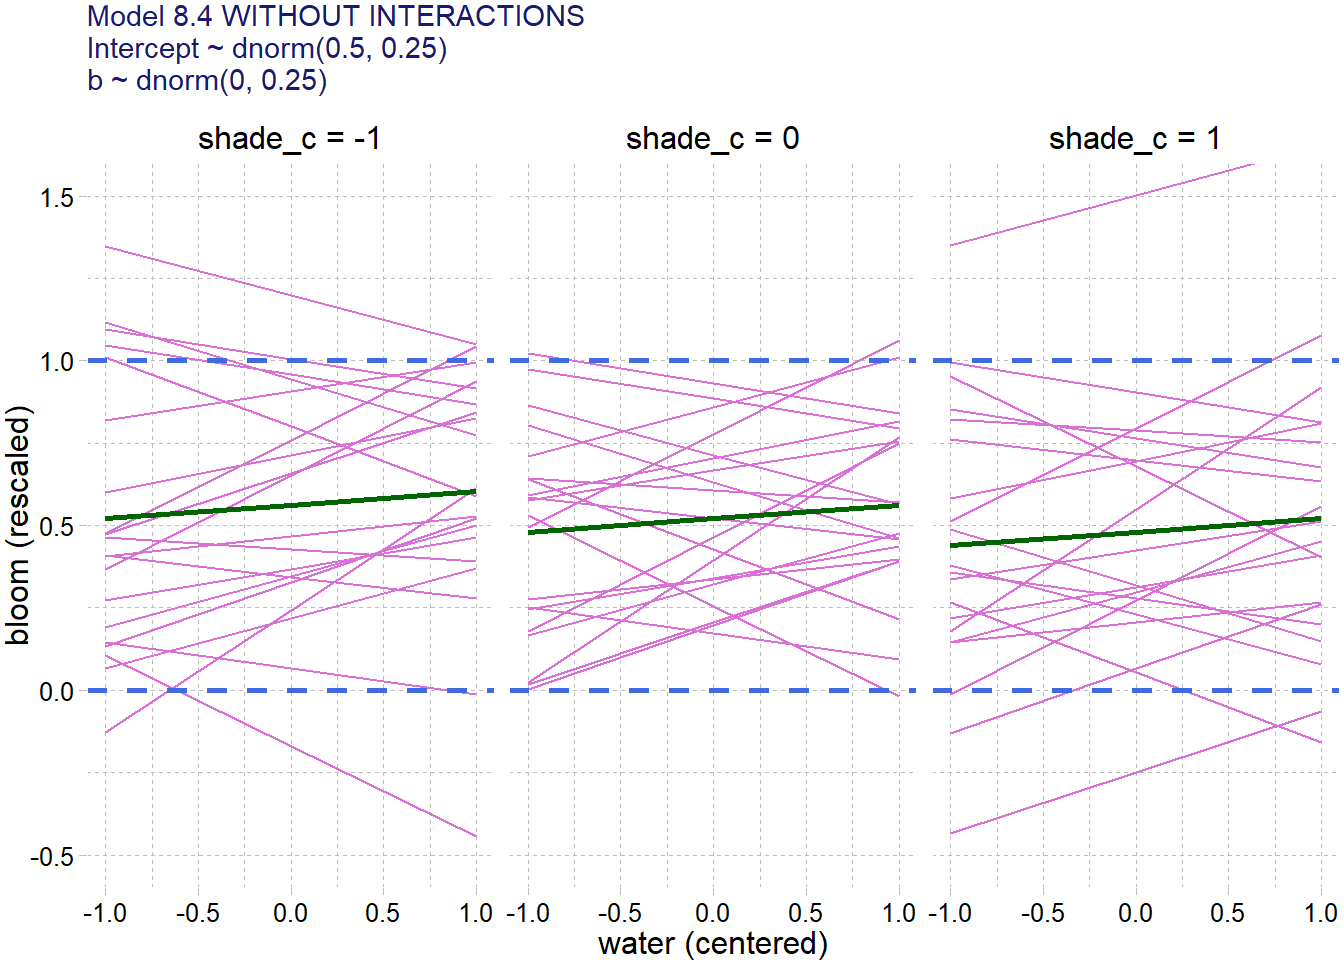 Model 8.4 WITHOUT INTERACTIONS
Intercept ~ dnorm(0.5, 0.25)
b ~ dnorm(0, 0.25)
shade_c = -1 shade_c = 0 shade_c = 1
1.5
1.0
0.5
0.0
-0.5
bloom (rescaled)
-1.0 -0.5 0.0 0.5 1.0 -1.0 -0.5 0.0 0.5 1.0 -1.0 -0.5 0.0 0.5 1.0
water (centered)